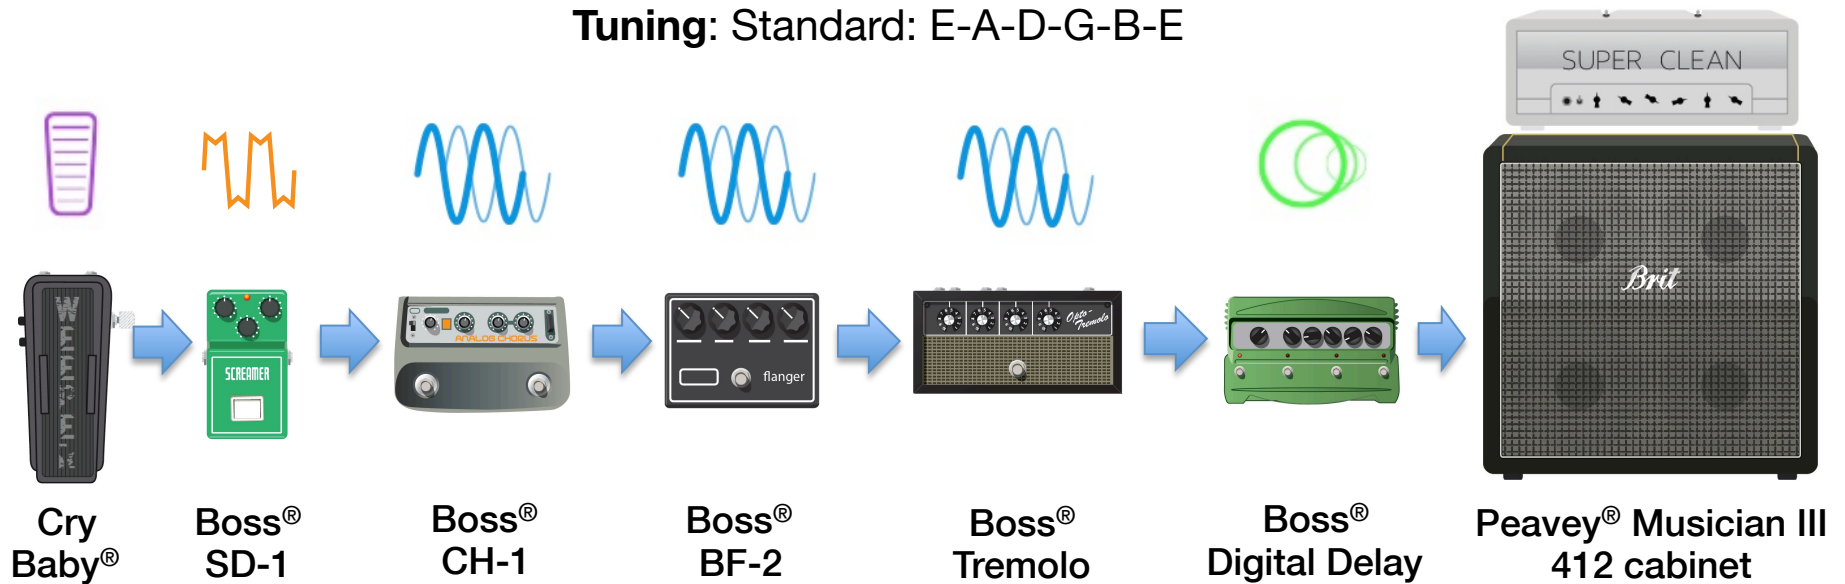 Tuning: Standard: E-A-D-G-B-E
SUPER CLEAN
Brit
SCREAMER
ANALOG CHORUS
flanger
Opto-
Tremolo
Cry
Baby®
Boss®
SD-1
Boss®
CH-1
Boss®
BF-2
Boss®
Tremolo
Boss®
Digital Delay
Peavey® Musician III
412 cabinet